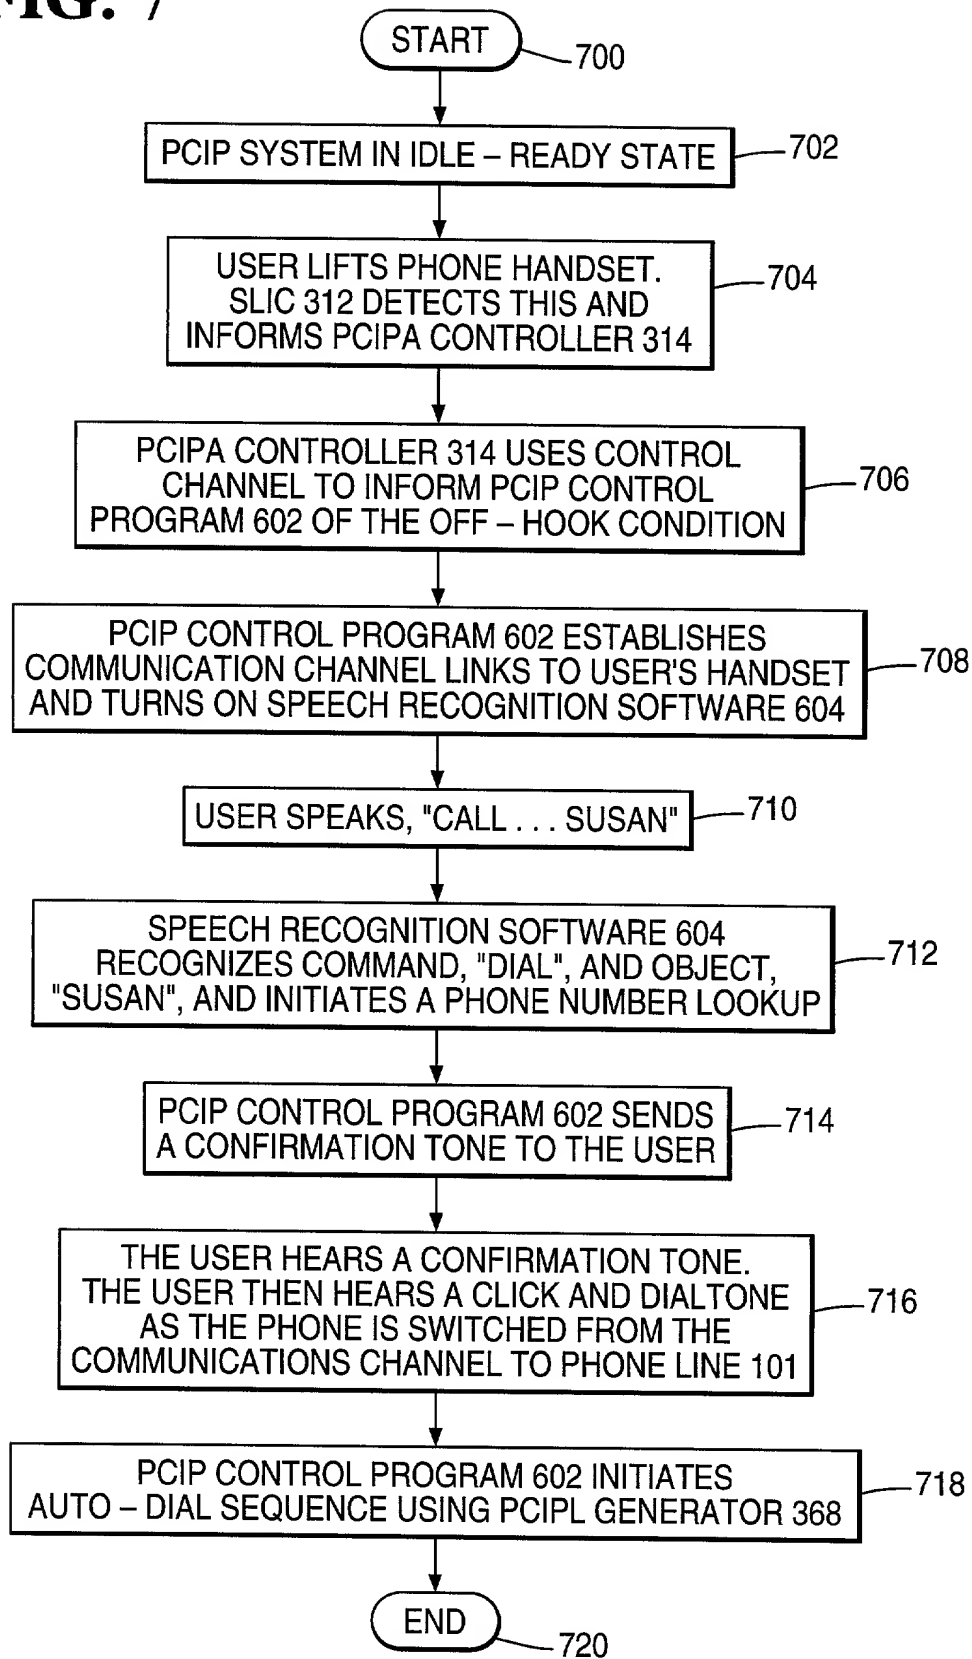 FIG. 7
START
700
PCIP SYSTEM IN IDLE – READY STATE
702
USER LIFTS PHONE HANDSET.
SLIC 312 DETECTS THIS AND
INFORMS PCIPA CONTROLLER 314
704
PCIPA CONTROLLER 314 USES CONTROL
CHANNEL TO INFORM PCIP CONTROL
PROGRAM 602 OF THE OFF – HOOK CONDITION
706
PCIP CONTROL PROGRAM 602 ESTABLISHES
COMMUNICATION CHANNEL LINKS TO USER'S HANDSET
AND TURNS ON SPEECH RECOGNITION SOFTWARE 604
708
USER SPEAKS, "CALL . . . SUSAN"
710
SPEECH RECOGNITION SOFTWARE 604
RECOGNIZES COMMAND, "DIAL", AND OBJECT,
"SUSAN", AND INITIATES A PHONE NUMBER LOOKUP
712
PCIP CONTROL PROGRAM 602 SENDS
A CONFIRMATION TONE TO THE USER
714
THE USER HEARS A CONFIRMATION TONE.
THE USER THEN HEARS A CLICK AND DIALTONE
AS THE PHONE IS SWITCHED FROM THE
COMMUNICATIONS CHANNEL TO PHONE LINE 101
716
PCIP CONTROL PROGRAM 602 INITIATES
AUTO – DIAL SEQUENCE USING PCIPL GENERATOR 368
718
END
720